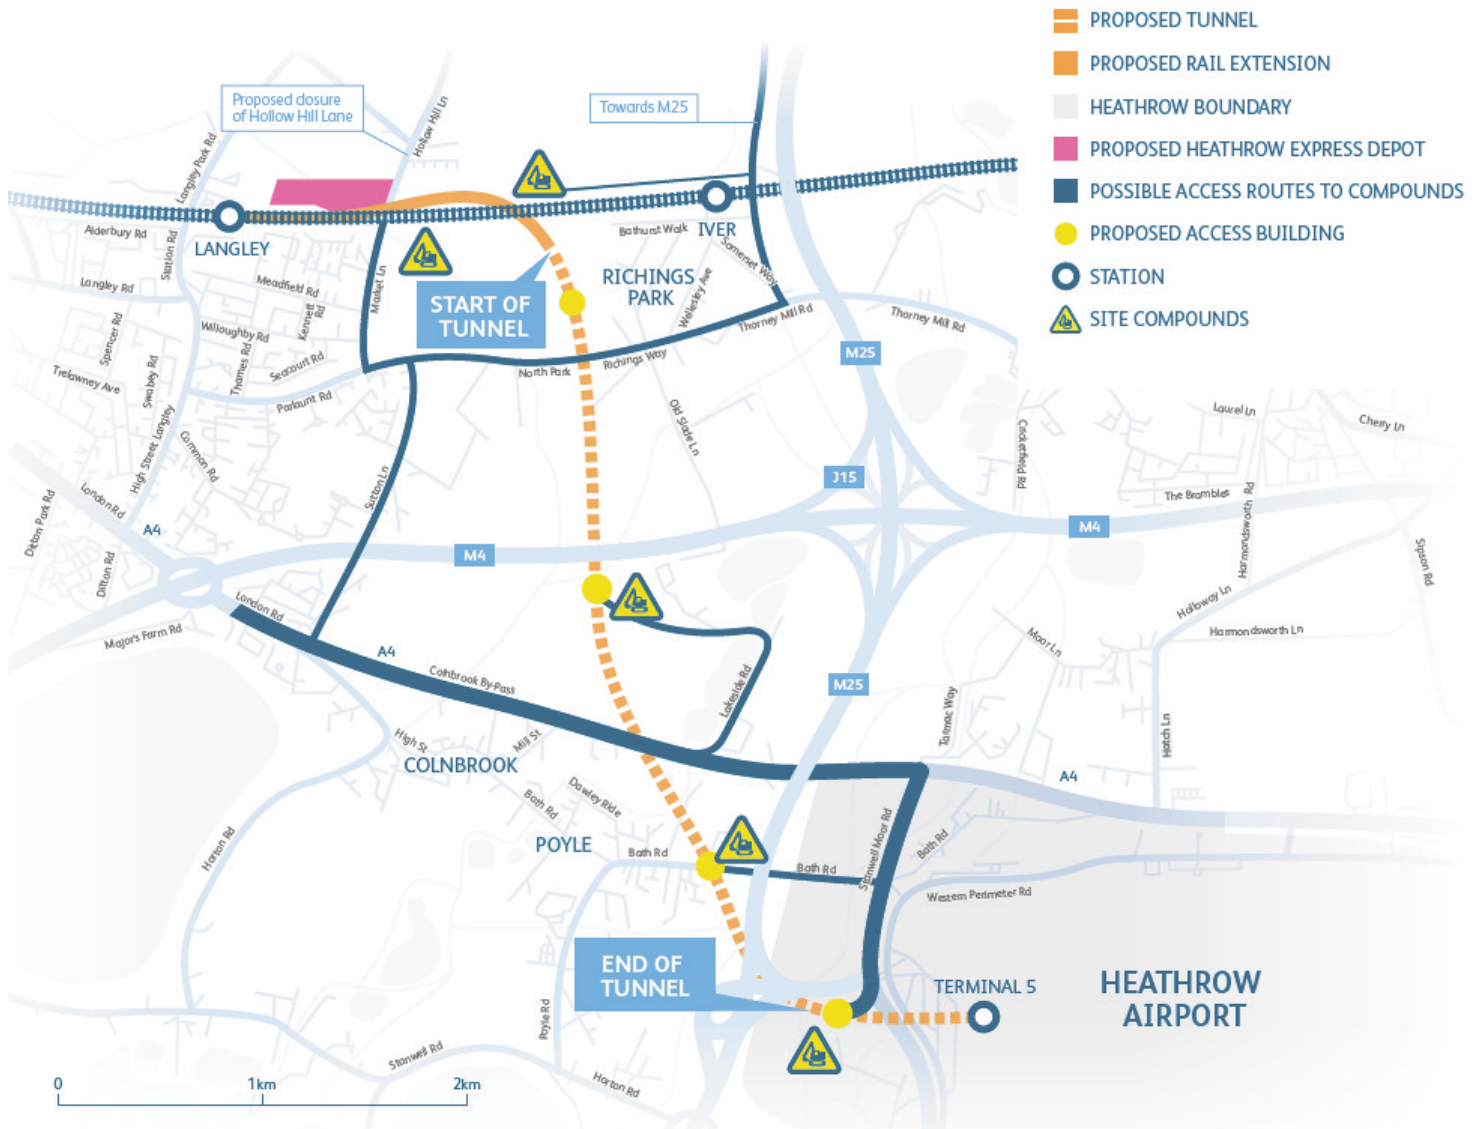 PROPOSED TUNNEL
PROPOSED RAIL EXTENSION
HEATHROW BOUNDARY
PROPOSED HEATHROW EXPRESS DEPOT
POSSIBLE ACCESS ROUTES TO COMPOUNDS
PROPOSED ACCESS BUILDING
STATION
SITE COMPOUNDS
Proposed closure
of Hollow Hill Lane
Towards M25
Hollow Hill Ln
Langley Park Rd
Alderbury Rd
Station Rd
LANGLEY
Bathurst Walk
IVER
Somerset Way
Langley Rd
Meadfield Rd
Market Ln
START OF
TUNNEL
RICHINGS
PARK
Wellesley Ave
Thorney Mill Rd
Thorney Mill Rd
Spencer Rd
Willoughby Rd
Kennett
Rd
Thames Rd
Seacourt Rd
Trelawney Ave
Swabey Rd
Parlaunt Rd
North Park
Richings Way
M25
High Street Langley
Common Rd
Old Slade Ln
Cricketfield Rd
Laurel Ln
Cherry Ln
Ditton Park Rd
London Rd
A4
Sutton Ln
J15
The Brambles
Harmondsworth Rd
M4
M4
Sipson Rd
Ditton Rd
London Rd
Major's Farm Rd
A4
Colnbrook By-Pass
Holloway Ln
Harmondsworth Ln
Moor Ln
M25
Lakeside Rd
Tarmac Way
Hatch Ln
High St
Mill St
COLNBROOK
A4
Bath Rd
Dawley Ride
POYLE
Bath Rd
Bath Rd
Stanwell Moor Rd
Bath Rd
Western Perimeter Rd
Horton Rd
END OF
TUNNEL
TERMINAL 5
HEATHROW
AIRPORT
Poyle Rd
Stanwell Rd
Horton Rd
0
1km
2km